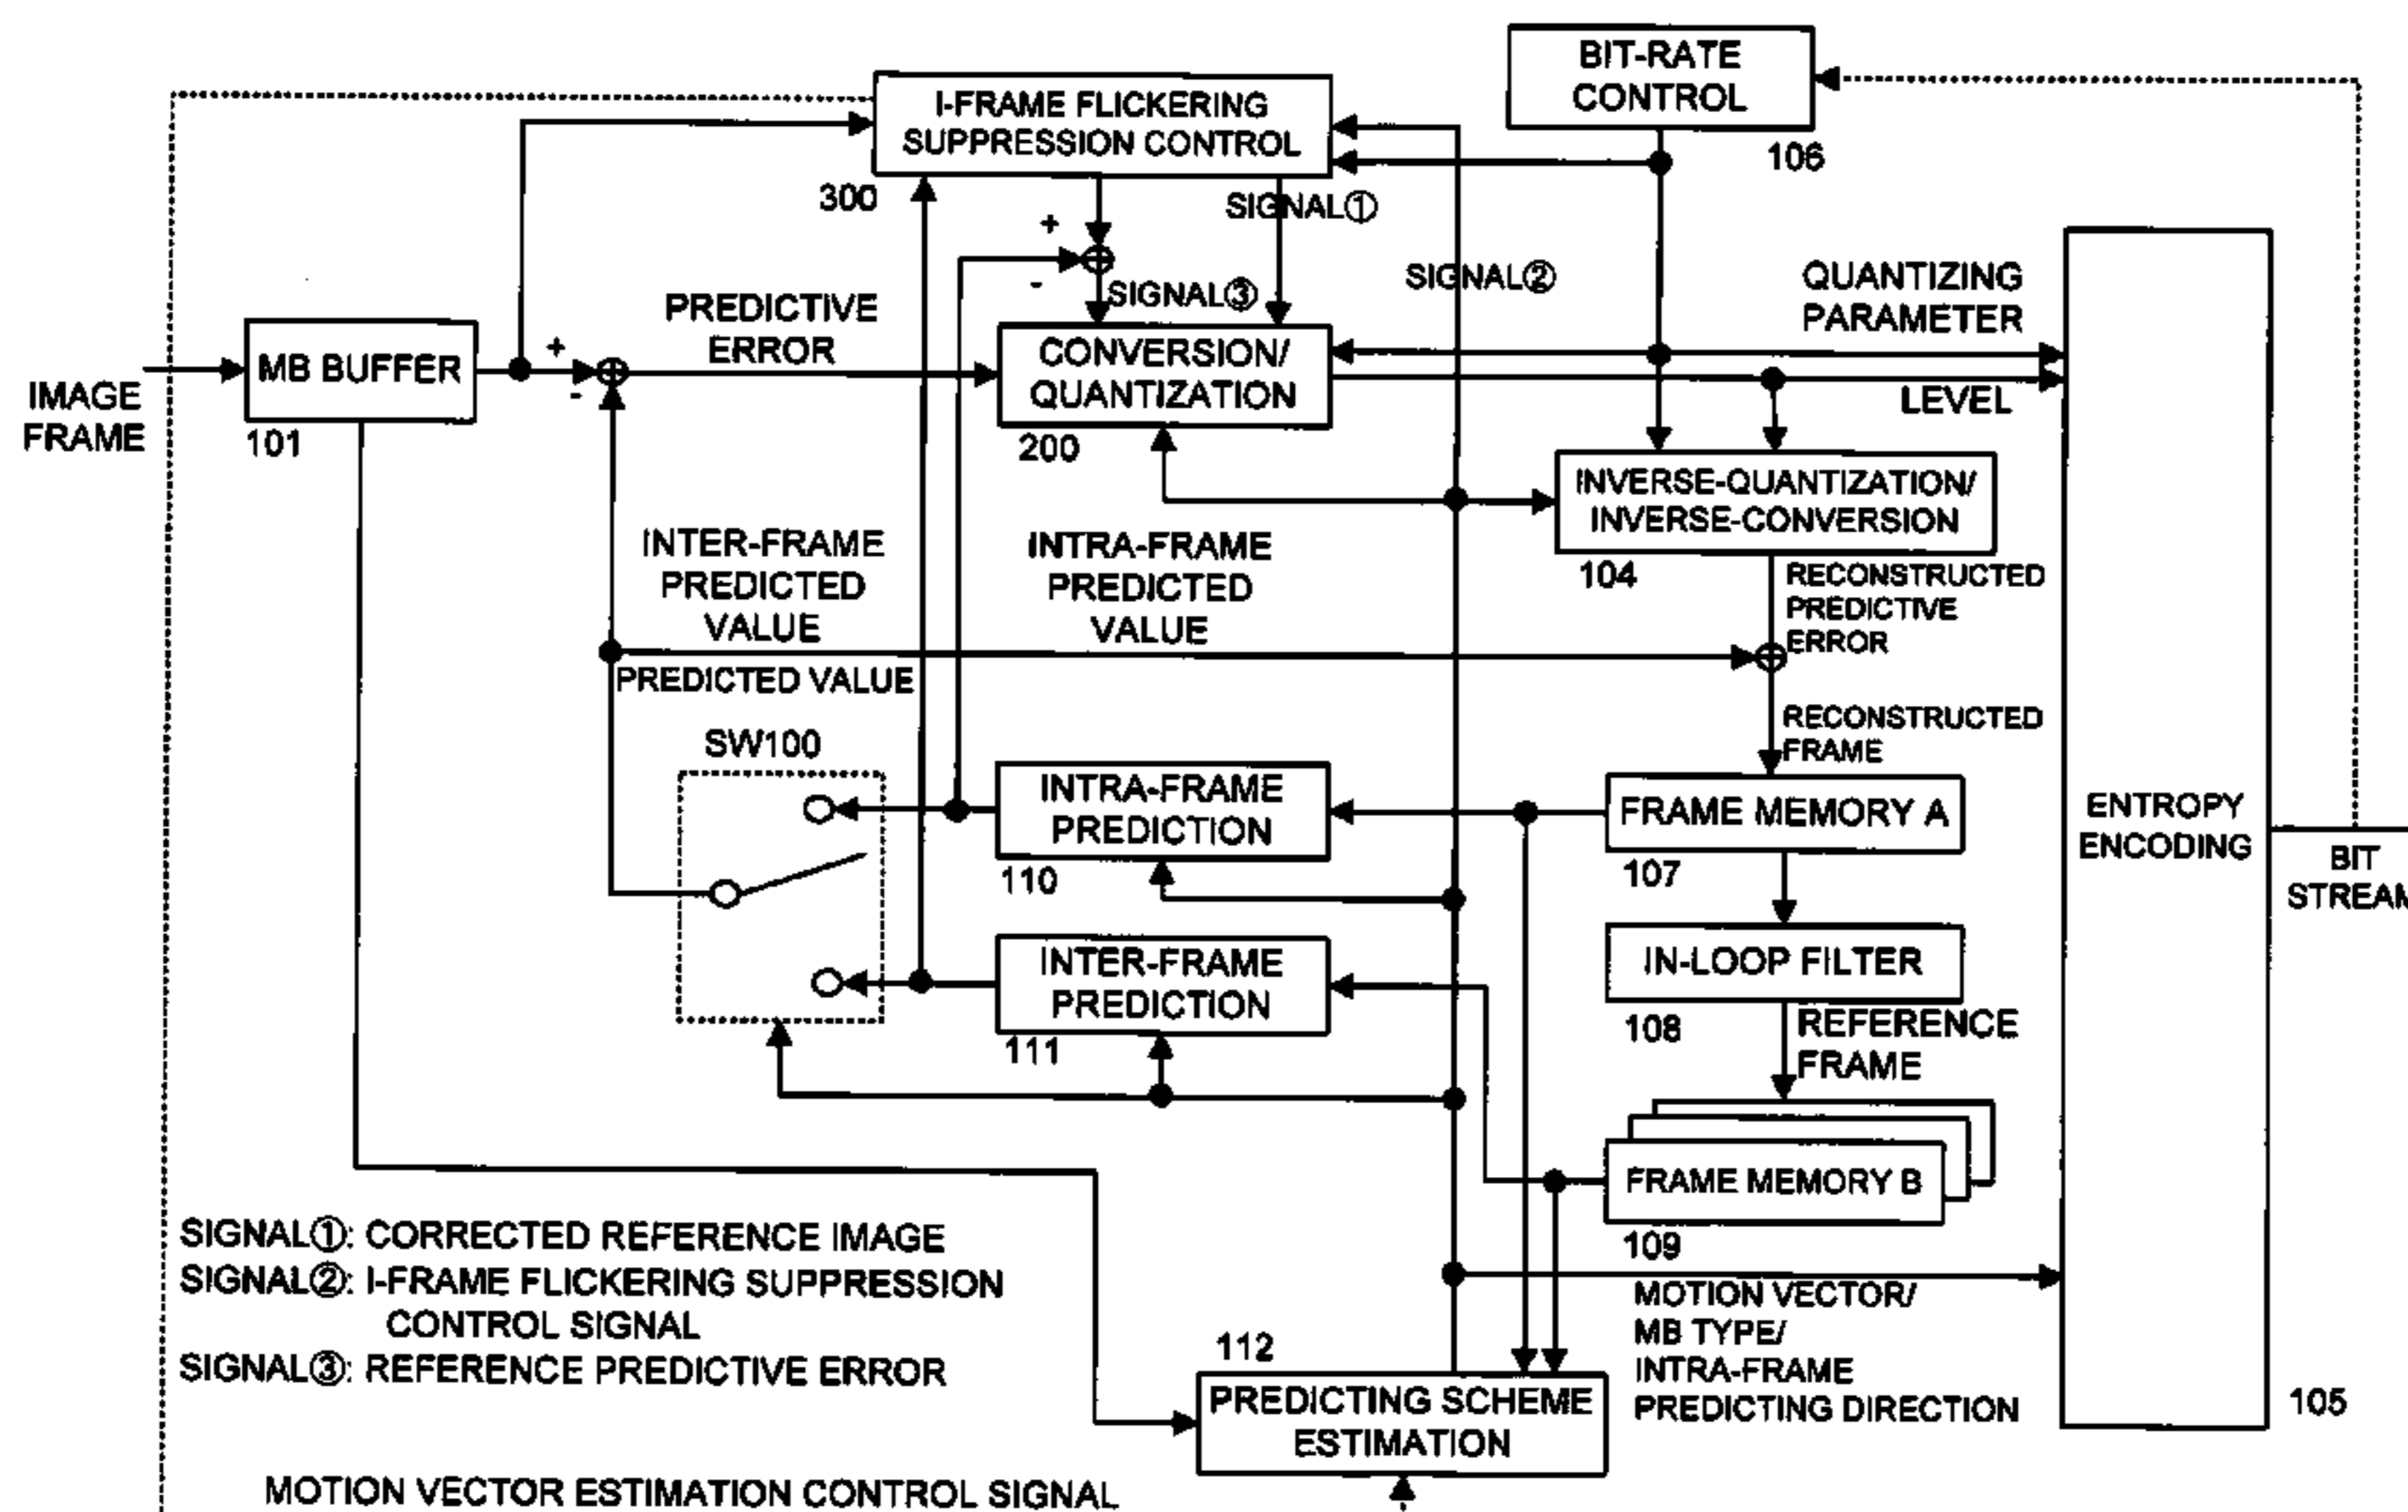 BIT-RATE
CONTROL
106
I-FRAME FLICKERING
SUPPRESSION CONTROL
300
SIGNAL①
+
-
SIGNAL③
SIGNAL②
QUANTIZING
PARAMETER
LEVEL
IMAGE
FRAME
MB BUFFER
101
+
-
PREDICTIVE
ERROR
CONVERSION/
QUANTIZATION
200
INVERSE-QUANTIZATION/
INVERSE-CONVERSION
104
RECONSTRUCTED
PREDICTIVE
ERROR
INTER-FRAME
PREDICTED
VALUE
INTRA-FRAME
PREDICTED
VALUE
PREDICTED VALUE
RECONSTRUCTED
FRAME
SW100
INTRA-FRAME
PREDICTION
110
FRAME MEMORY A
107
ENTROPY
ENCODING
BIT
STREAM
INTER-FRAME
PREDICTION
111
IN-LOOP FILTER
108
REFERENCE
FRAME
FRAME MEMORY B
109
SIGNAL①: CORRECTED REFERENCE IMAGE
SIGNAL②: I-FRAME FLICKERING SUPPRESSION
CONTROL SIGNAL
SIGNAL③: REFERENCE PREDICTIVE ERROR
MOTION VECTOR/
MB TYPE/
INTRA-FRAME
PREDICTING DIRECTION
105
112
PREDICTING SCHEME
ESTIMATION
MOTION VECTOR ESTIMATION CONTROL SIGNAL